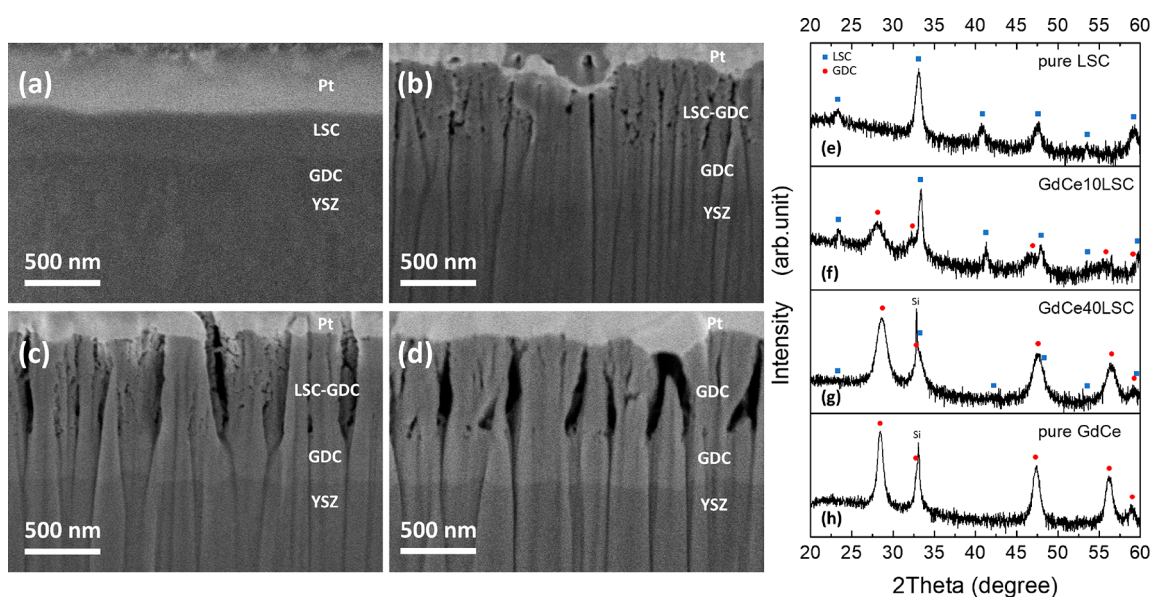 (a)
Pt
LSC
GDC
YSZ
500 nm
(b)
Pt
LSC-GDC
GDC
YSZ
500 nm
(c)
Pt
LSC-GDC
GDC
YSZ
500 nm
(d)
Pt
GDC
GDC
YSZ
500 nm
20 25 30 35 40 45 50 55 60
LSC
GDC
pure LSC
(e)
GdCe10LSC
(f)
Si
GdCe40LSC
(g)
Si
pure GdCe
(h)
Intensity (arb.unit)
20 25 30 35 40 45 50 55 60
2Theta (degree)